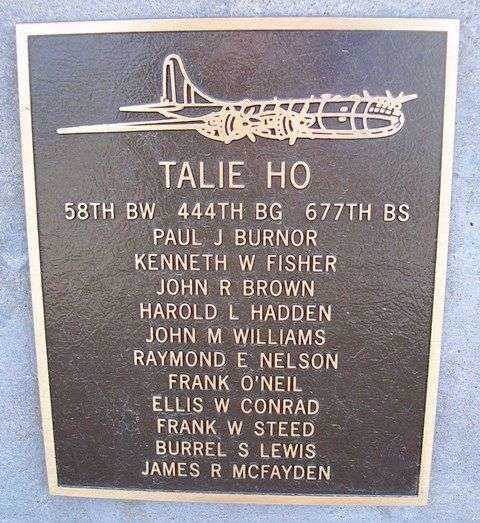 TALIE HO
58TH BW 444TH BG 677TH BS
PAUL J BURNOR
KENNETH W FISHER
JOHN R BROWN
HAROLD L HADDEN
JOHN M WILLIAMS
RAYMOND E NELSON
FRANK O'NEIL
ELLIS W CONRAD
FRANK W STEED
BURREL S LEWIS
JAMES R MCFAYDEN